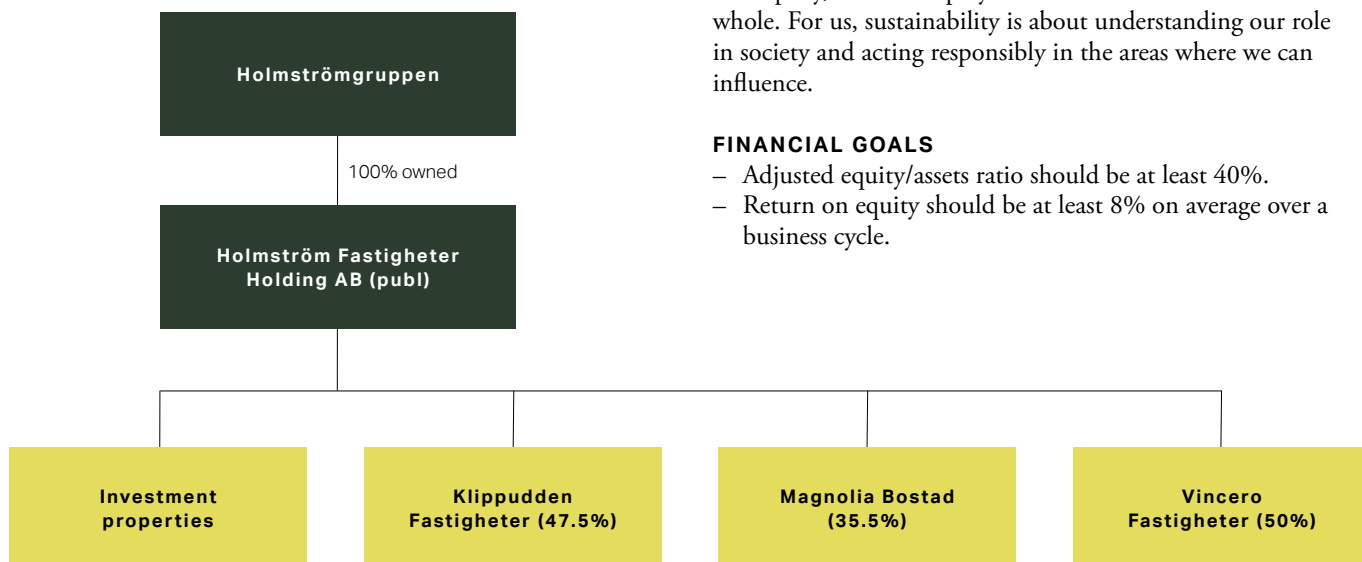 whole. For us, sustainability is about understanding our role
in society and acting responsibly in the areas where we can
influence.
FINANCIAL GOALS
– Adjusted equity/assets ratio should be at least 40%.
– Return on equity should be at least 8% on average over a
business cycle.
Holmströmgruppen
100% owned
Holmström Fastigheter
Holding AB (publ)
Investment
properties
Klippudden
Fastigheter (47.5%)
Magnolia Bostad
(35.5%)
Vincero
Fastigheter (50%)